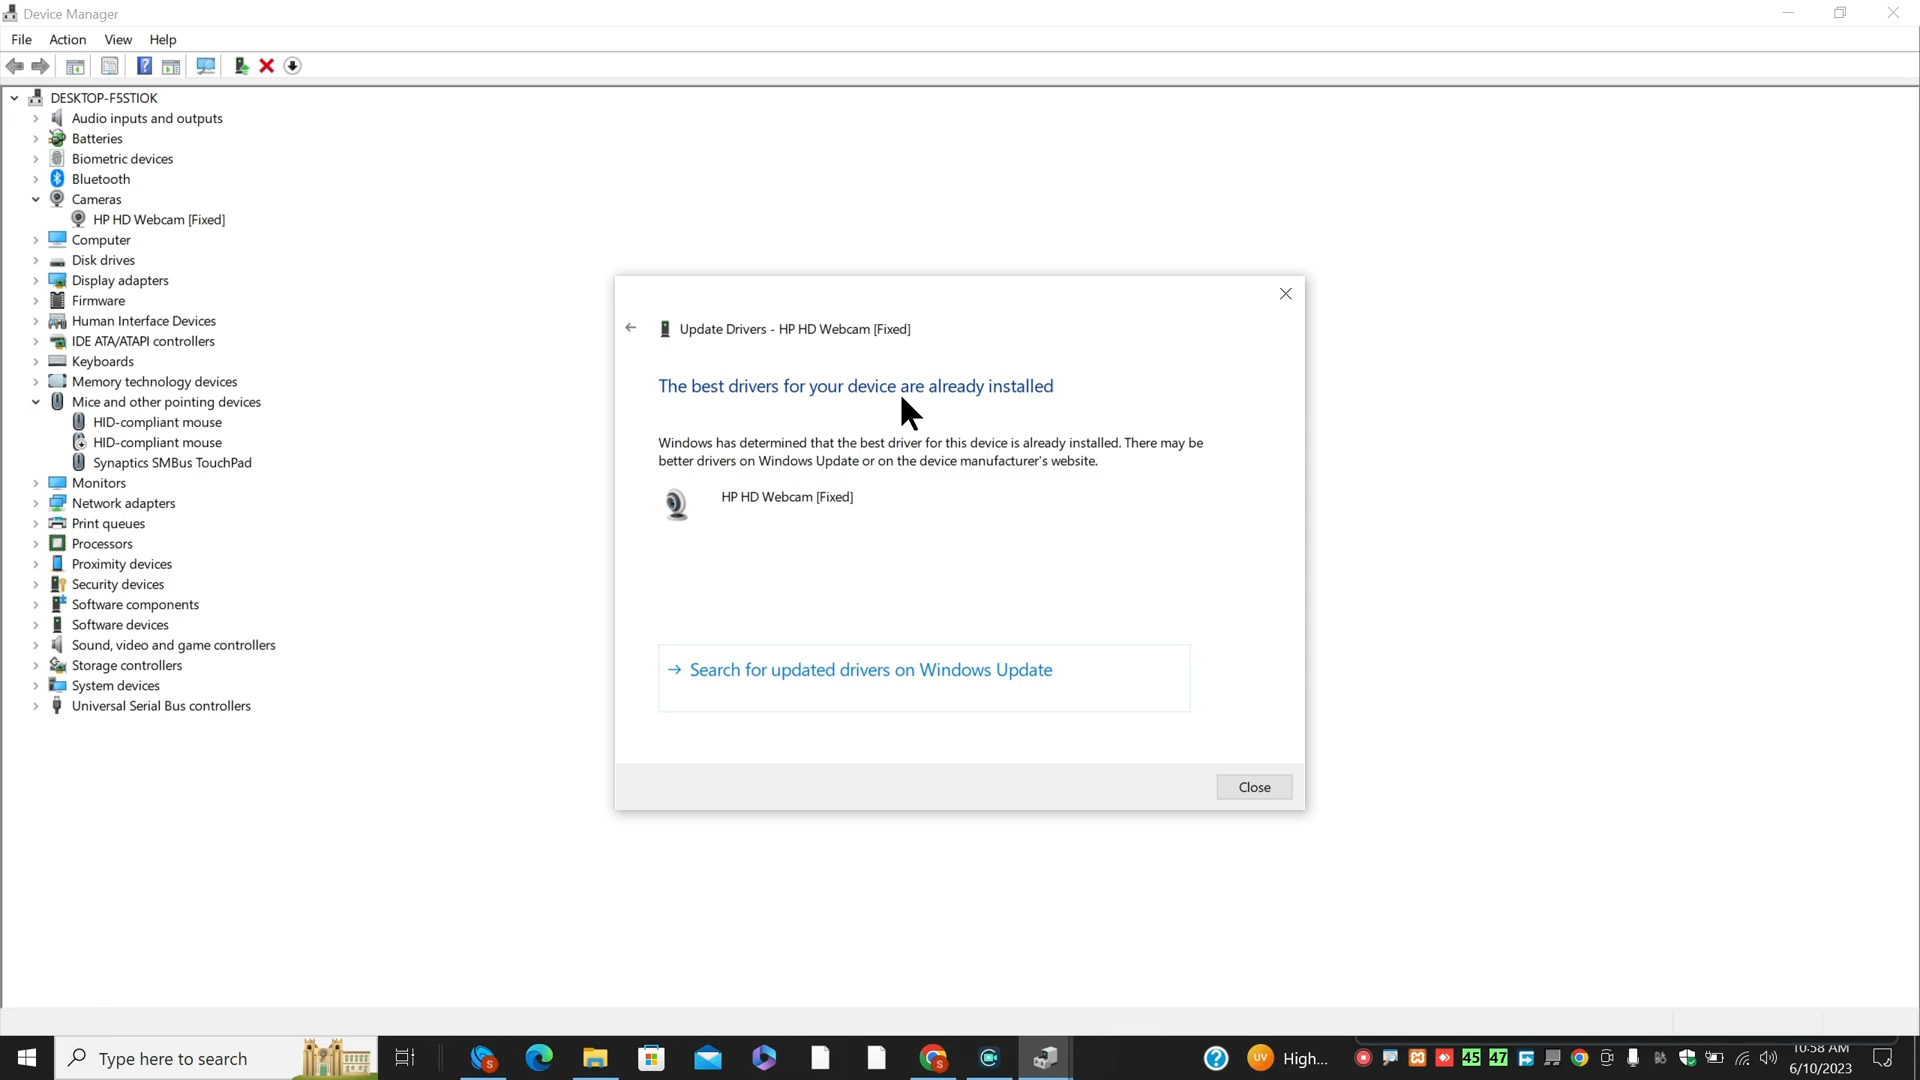 Device Manager
File Action View Help
DESKTOP-F5STIOK
Audio inputs and outputs
Batteries
Biometric devices
Bluetooth
Cameras
HP HD Webcam [Fixed]
Computer
Disk drives
Display adapters
Firmware
Human Interface Devices
IDE ATA/ATAPI controllers
Keyboards
Memory technology devices
Mice and other pointing devices
HID-compliant mouse
HID-compliant mouse
Synaptics SMBus TouchPad
Monitors
Network adapters
Print queues
Processors
Proximity devices
Security devices
Software components
Software devices
Sound, video and game controllers
Storage controllers
System devices
Universal Serial Bus controllers
Update Drivers - HP HD Webcam [Fixed]
The best drivers for your device are already installed
Windows has determined that the best driver for this device is already installed. There may be
better drivers on Windows Update or on the device manufacturer's website.
HP HD Webcam [Fixed]
Search for updated drivers on Windows Update
Close
Type here to search
UV High...
45 47
10:58 AM
6/10/2023